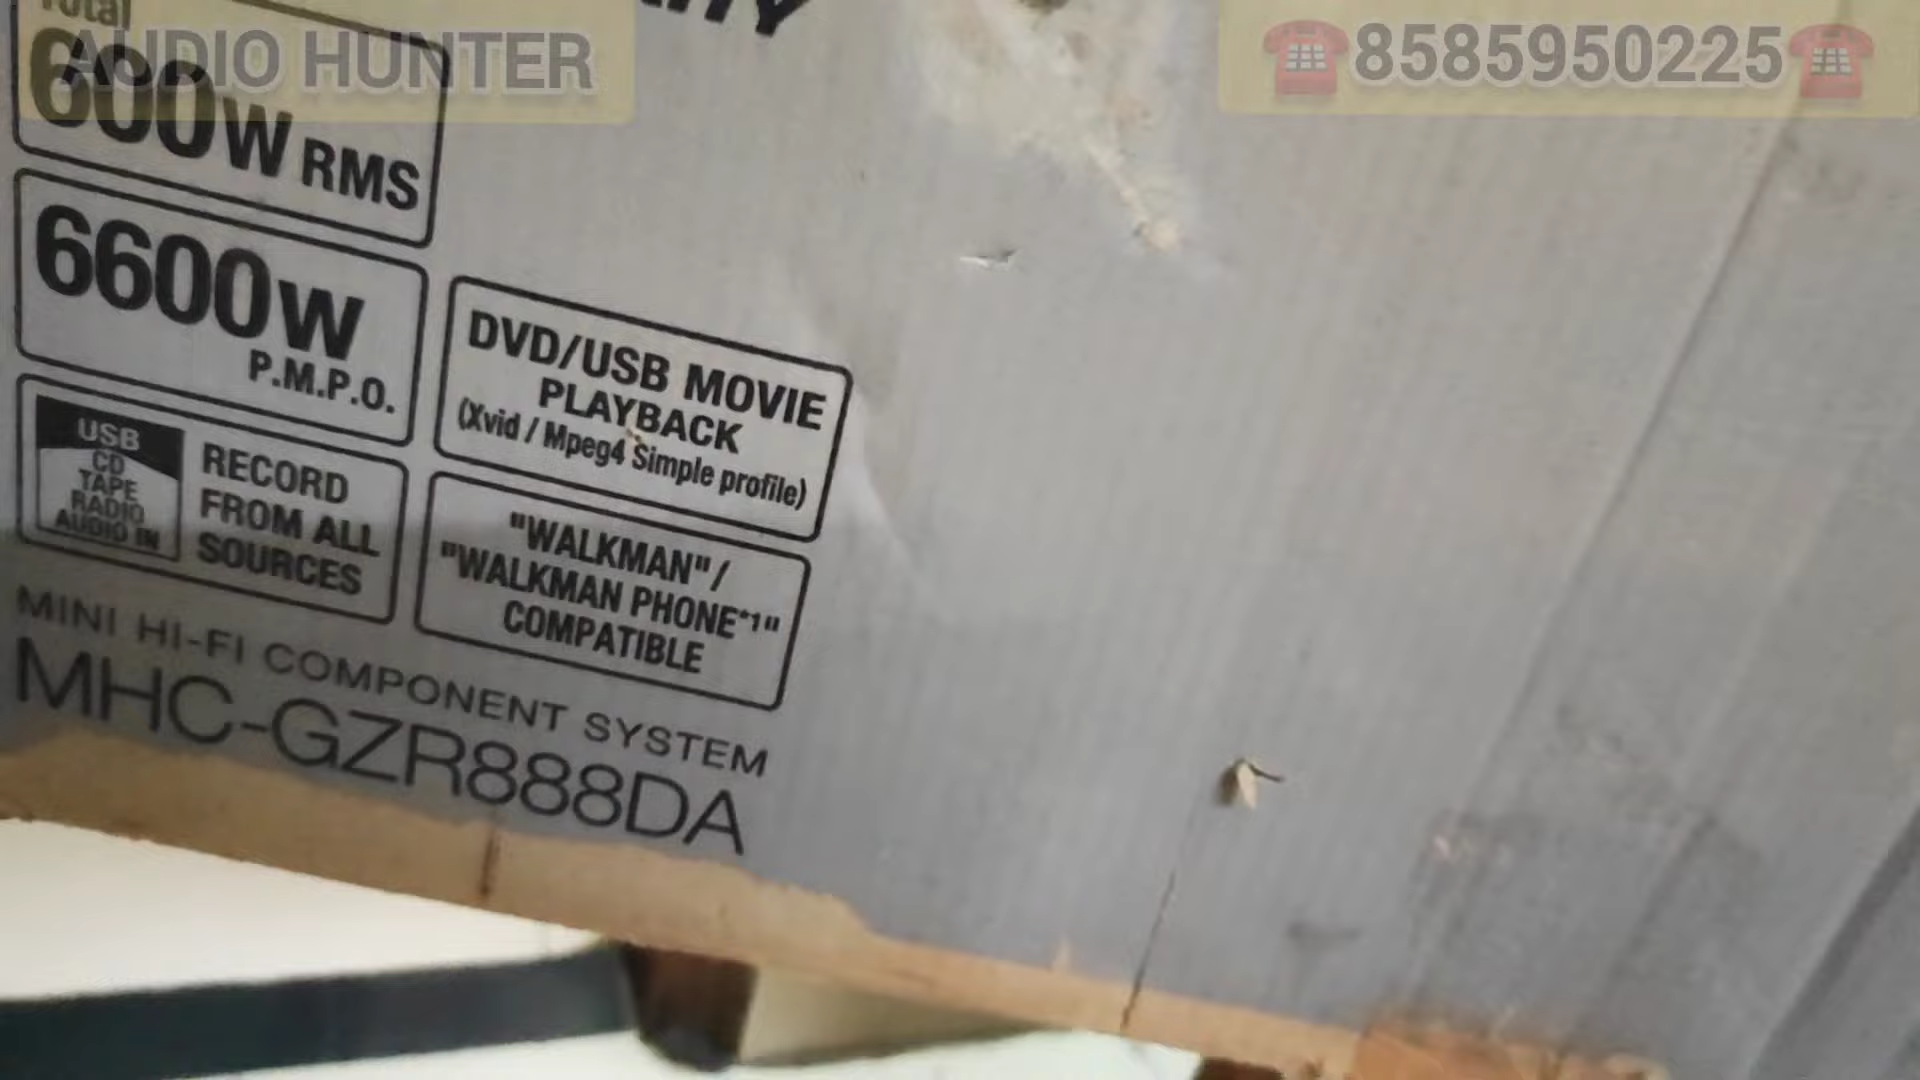 Total
AUDIO HUNTER
☎8585950225☎
600W RMS
6600W
P.M.P.O.
DVD/USB MOVIE
PLAYBACK
(Xvid / Mpeg4 Simple profile)
USB
CD
TAPE
RADIO
AUDIO IN
RECORD
FROM ALL
SOURCES
"WALKMAN"/
"WALKMAN PHONE*1"
COMPATIBLE
MINI HI-FI COMPONENT SYSTEM
MHC-GZR888DA